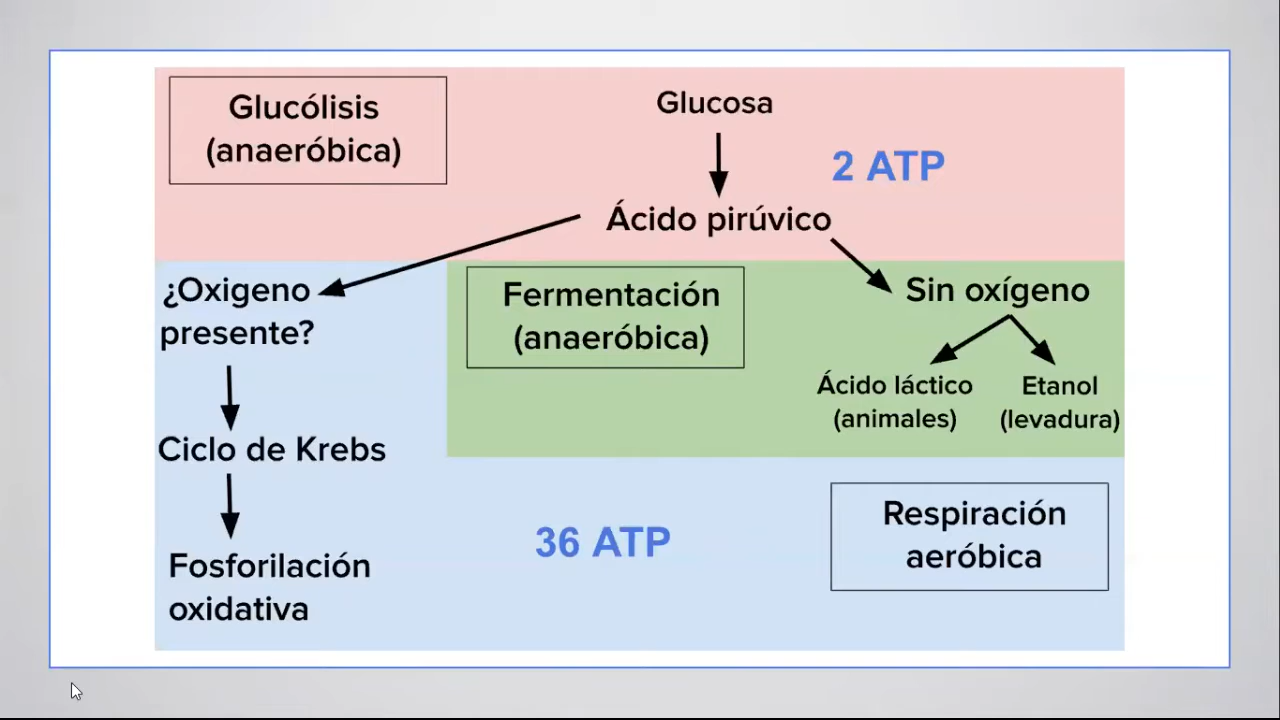 Glucólisis
(anaeróbica)
Glucosa
2 ATP
Ácido pirúvico
¿Oxigeno
presente?
Fermentación
(anaeróbica)
Sin oxígeno
Ácido láctico
(animales)
Etanol
(levadura)
Ciclo de Krebs
36 ATP
Respiración
aeróbica
Fosforilación
oxidativa